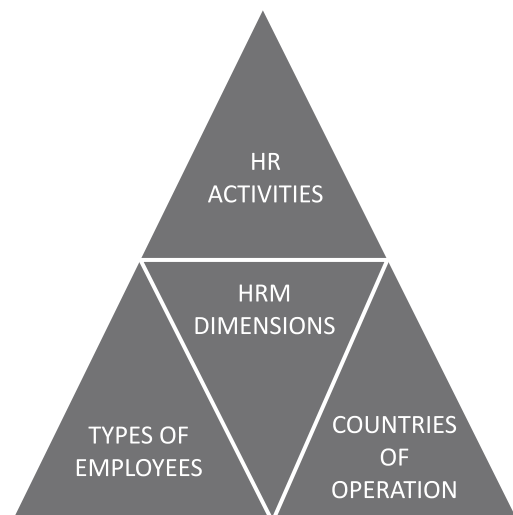 HR
ACTIVITIES
HRM
DIMENSIONS
TYPES OF
EMPLOYEES
COUNTRIES
OF
OPERATION